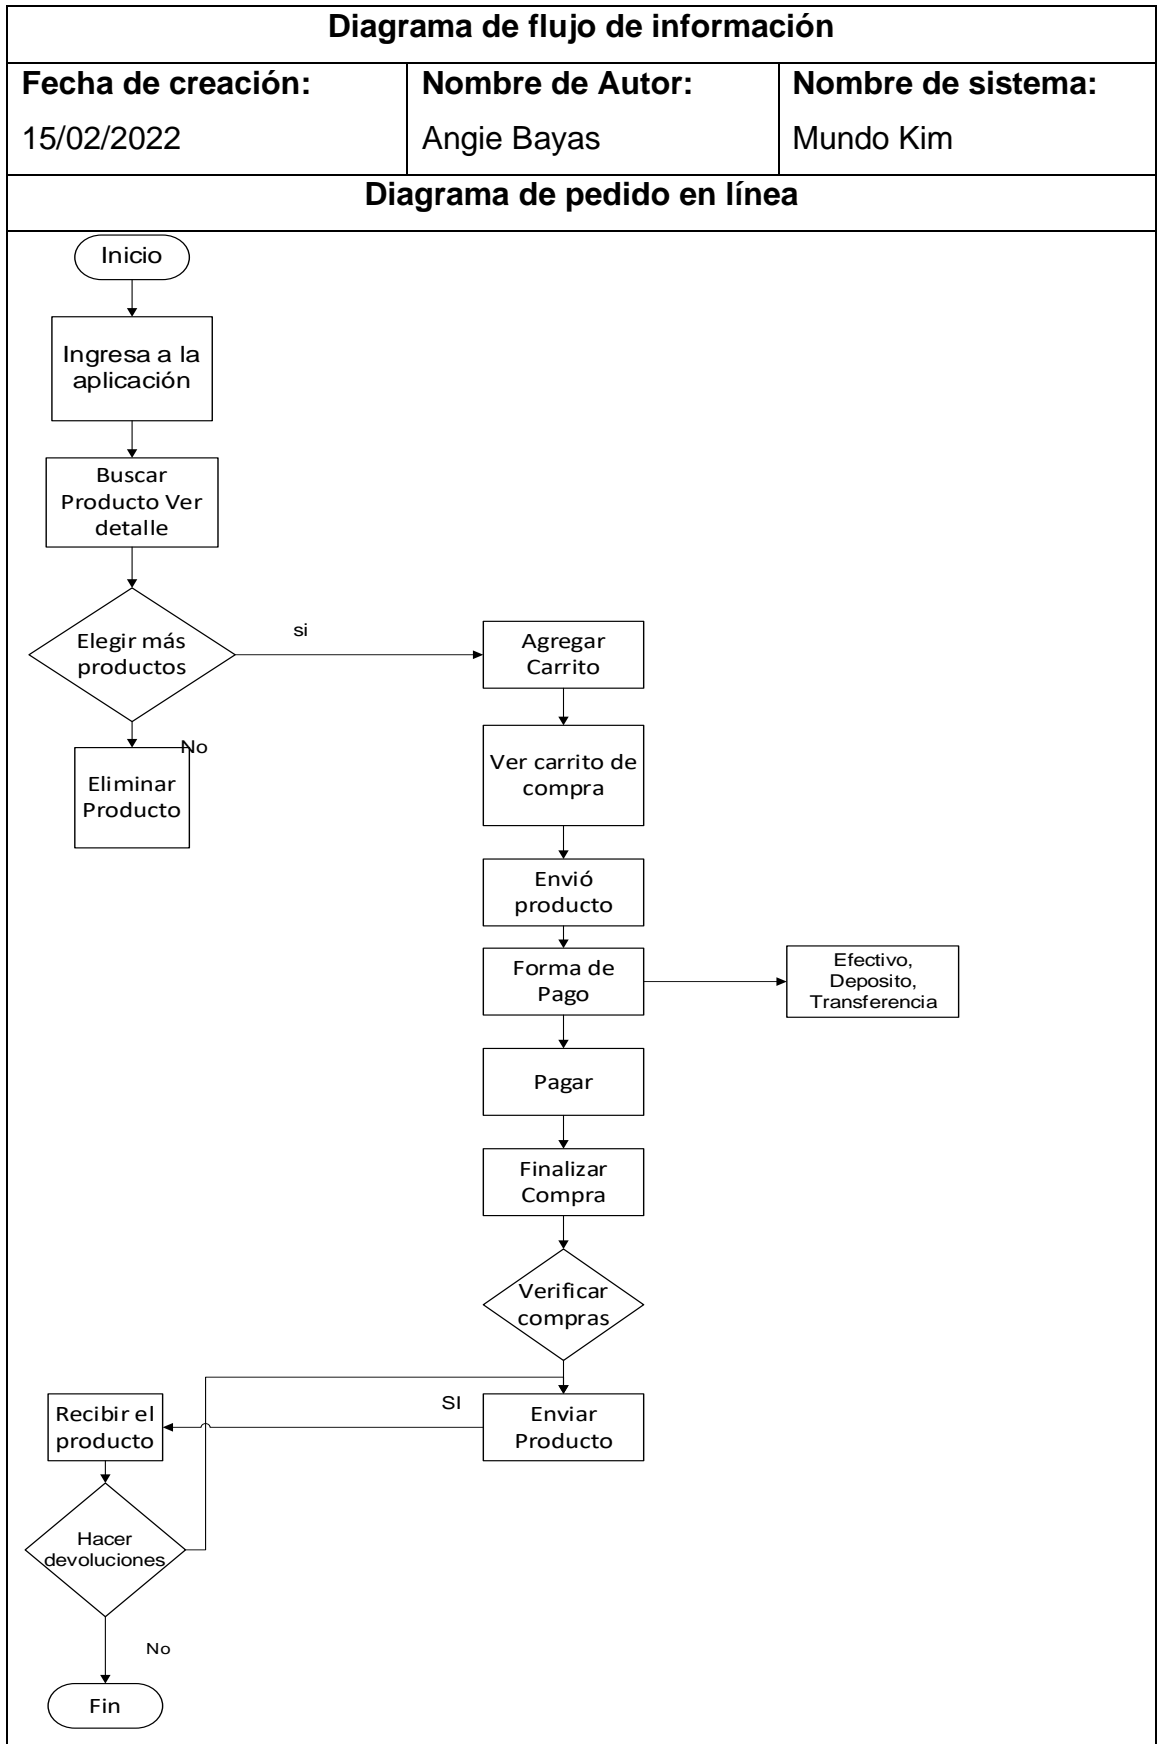 Diagrama de flujo de información
Fecha de creación:
15/02/2022
Nombre de Autor:
Angie Bayas
Nombre de sistema:
Mundo Kim
Diagrama de pedido en línea
Inicio
Ingresa a la
aplicación
Buscar
Producto Ver
detalle
Elegir más
productos
si
No
Eliminar
Producto
Agregar
Carrito
Ver carrito de
compra
Envió
producto
Forma de
Pago
Efectivo,
Deposito,
Transferencia
Pagar
Finalizar
Compra
Verificar
compras
Enviar
Producto
SI
Recibir el
producto
Hacer
devoluciones
No
Fin